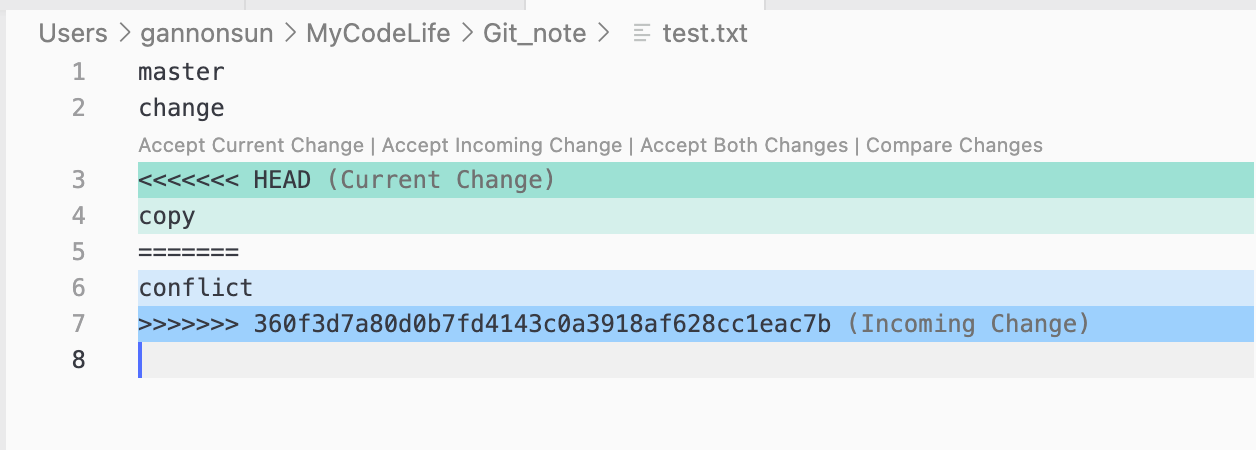 Users > gannonsun > MyCodeLife > Git_note > test.txt
1 master
2 change
Accept Current Change | Accept Incoming Change | Accept Both Changes | Compare Changes
3 <<<<<<< HEAD (Current Change)
4 copy
5 =======
6 conflict
7 >>>>>>> 360f3d7a80d0b7fd4143c0a3918af628cc1eac7b (Incoming Change)
8